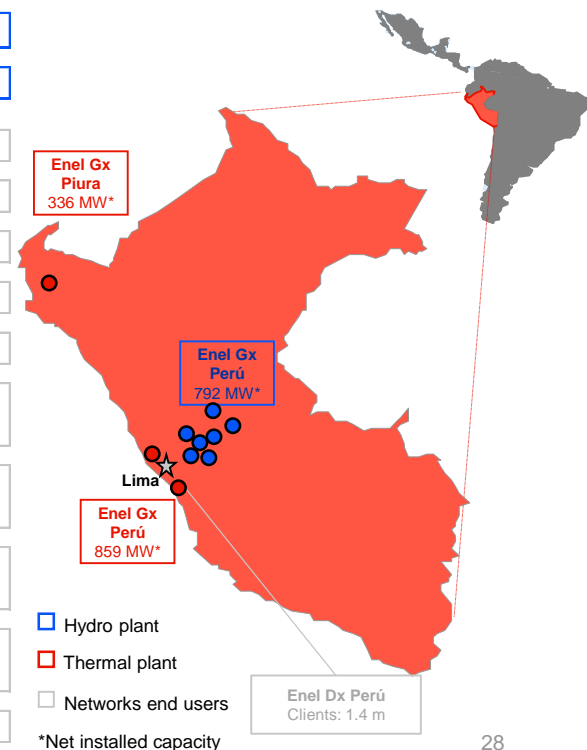 Enel Gx
Piura
336 MW*
Enel Gx
Perú
792 MW*
Lima
Enel Gx
Perú
859 MW*
Hydro plant
Thermal plant
Networks end users
Enel Dx Perú
Clients: 1.4 m
*Net installed capacity
28